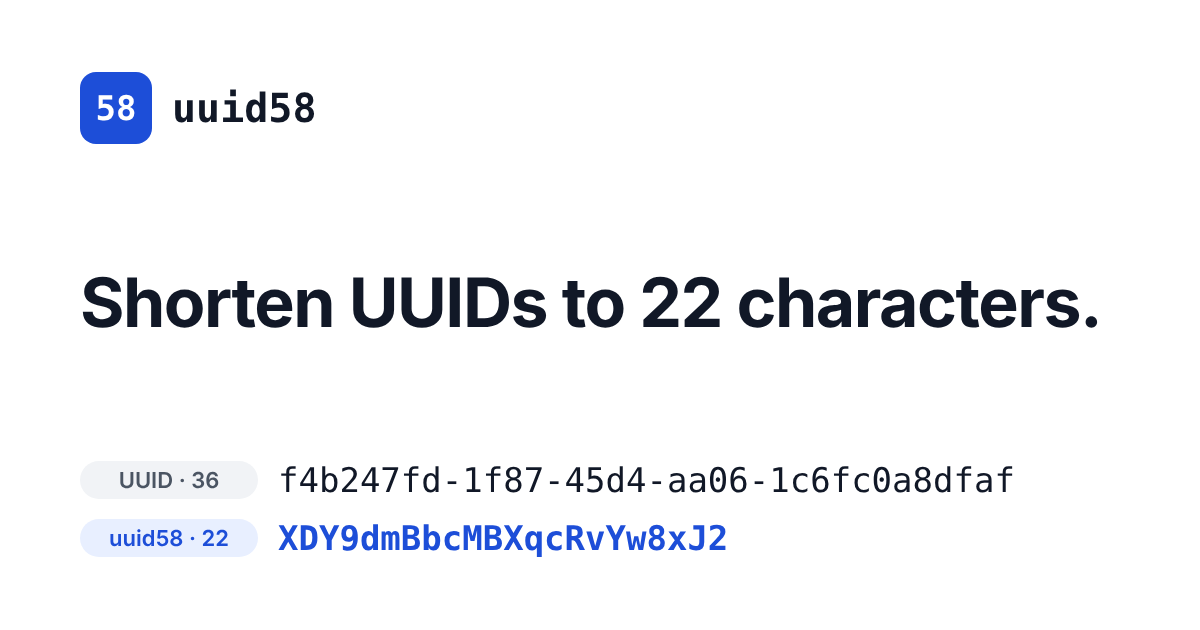 58 uuid58
Shorten UUIDs to 22 characters.
UUID · 36 f4b247fd-1f87-45d4-aa06-1c6fc0a8dfaf
uuid58 · 22 XDY9dmBbcMBXqcRvYw8xJ2